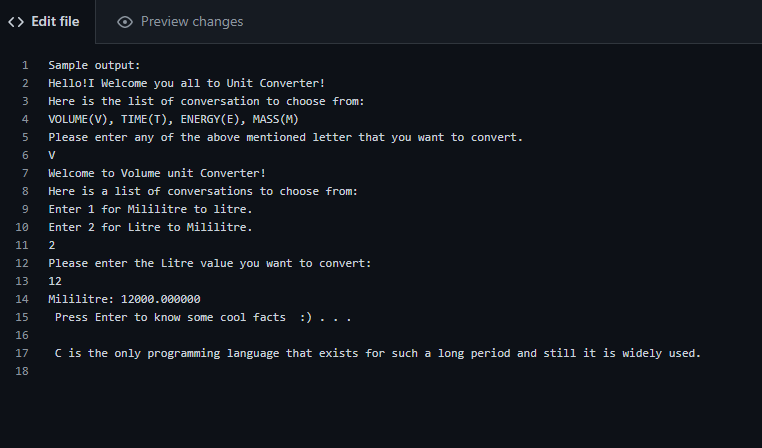 <> Edit file
Preview changes
1 Sample output:
2 Hello!I Welcome you all to Unit Converter!
3 Here is the list of conversation to choose from:
4 VOLUME(V), TIME(T), ENERGY(E), MASS(M)
5 Please enter any of the above mentioned letter that you want to convert.
6 V
7 Welcome to Volume unit Converter!
8 Here is a list of conversations to choose from:
9 Enter 1 for Mililitre to litre.
10 Enter 2 for Litre to Mililitre.
11 2
12 Please enter the Litre value you want to convert:
13 12
14 Mililitre: 12000.000000
15 Press Enter to know some cool facts  :) . . .
16
17 C is the only programming language that exists for such a long period and still it is widely used.
18